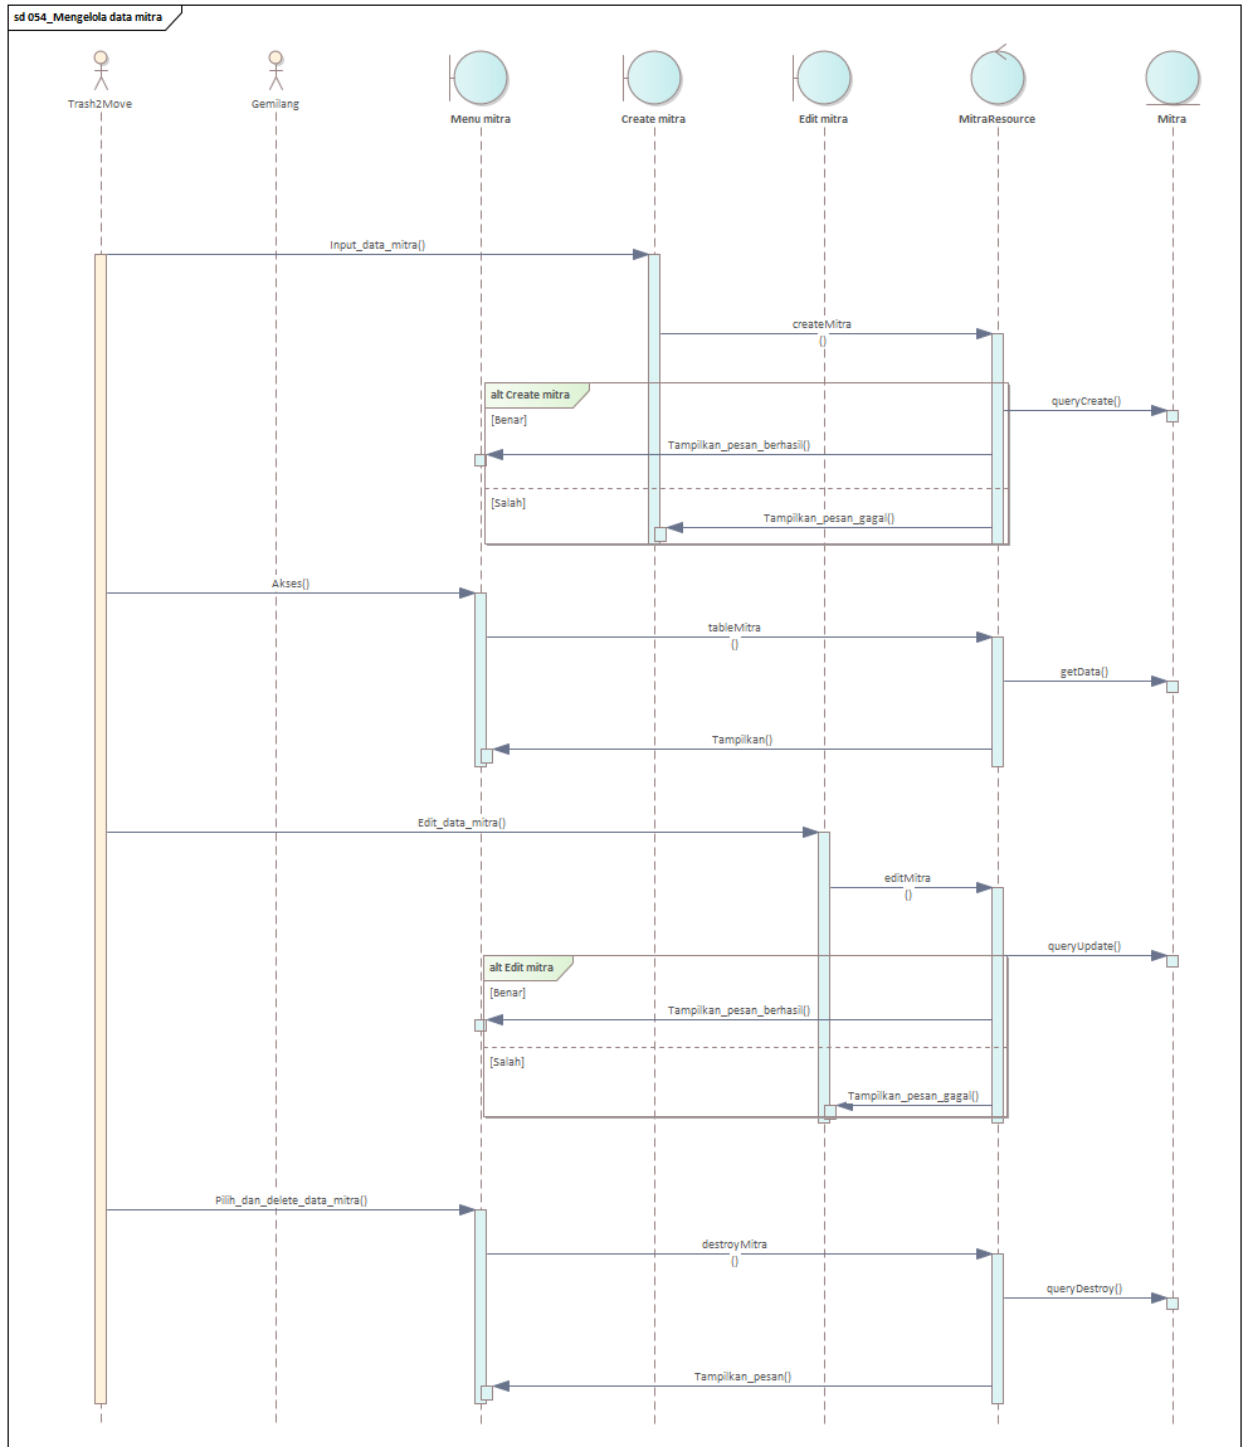 sd 054_Mengelola data mitra
Trash2Move
Gemilang
Menu mitra
Create mitra
Edit mitra
MitraResource
Mitra
Input_data_mitra()
createMitra
()
alt Create mitra
queryCreate()
[Benar]
Tampilkan_pesan_berhasil()
[Salah]
Tampilkan_pesan_gagal()
Akses()
tableMitra
()
getData()
Tampilkan()
Edit_data_mitra()
editMitra
()
queryUpdate()
alt Edit mitra
[Benar]
Tampilkan_pesan_berhasil()
[Salah]
Tampilkan_pesan_gagal()
Pilih_dan_delete_data_mitra()
destroyMitra
()
queryDestroy()
Tampilkan_pesan()